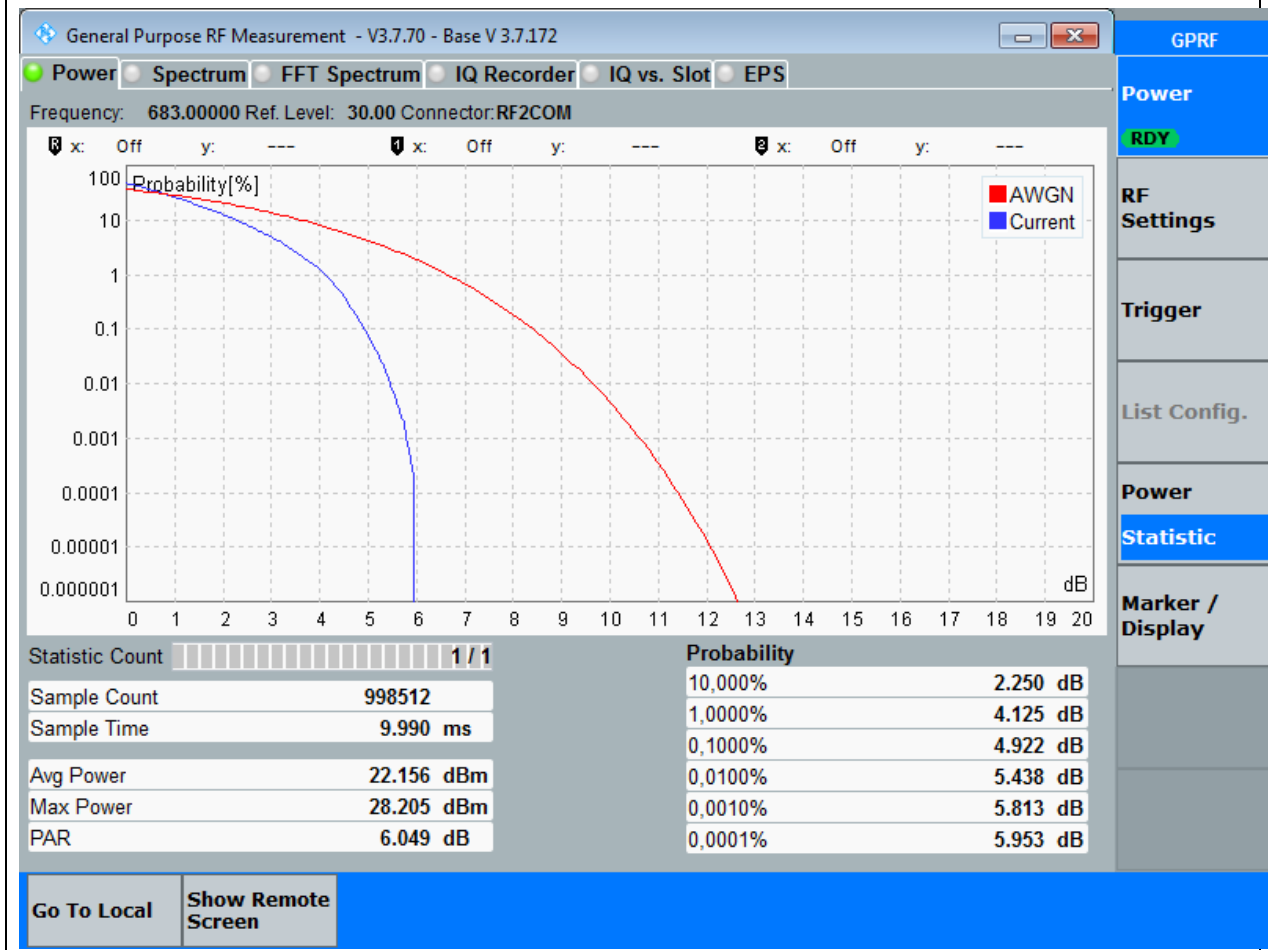 General Purpose RF Measurement - V3.7.70 - Base V 3.7.172
GPRF
Power Spectrum FFT Spectrum IQ Recorder IQ vs. Slot EPS
Frequency: 683.00000 Ref. Level: 30.00 Connector:RF2COM
R x: Off y: --- 1 x: Off y: --- 2 x: Off y: ---
Probability[%]
AWGN
Current
100
10
1
0.1
0.01
0.001
0.0001
0.00001
0.000001
dB
0 1 2 3 4 5 6 7 8 9 10 11 12 13 14 15 16 17 18 19 20
Statistic Count 1 / 1
Sample Count 998512
Sample Time 9.990 ms
Avg Power 22.156 dBm
Max Power 28.205 dBm
PAR 6.049 dB
Probability
10,000% 2.250 dB
1,0000% 4.125 dB
0,1000% 4.922 dB
0,0100% 5.438 dB
0,0010% 5.813 dB
0,0001% 5.953 dB
Power
RDY
RF
Settings
Trigger
List Config.
Power
Statistic
Marker /
Display
Go To Local
Show Remote
Screen